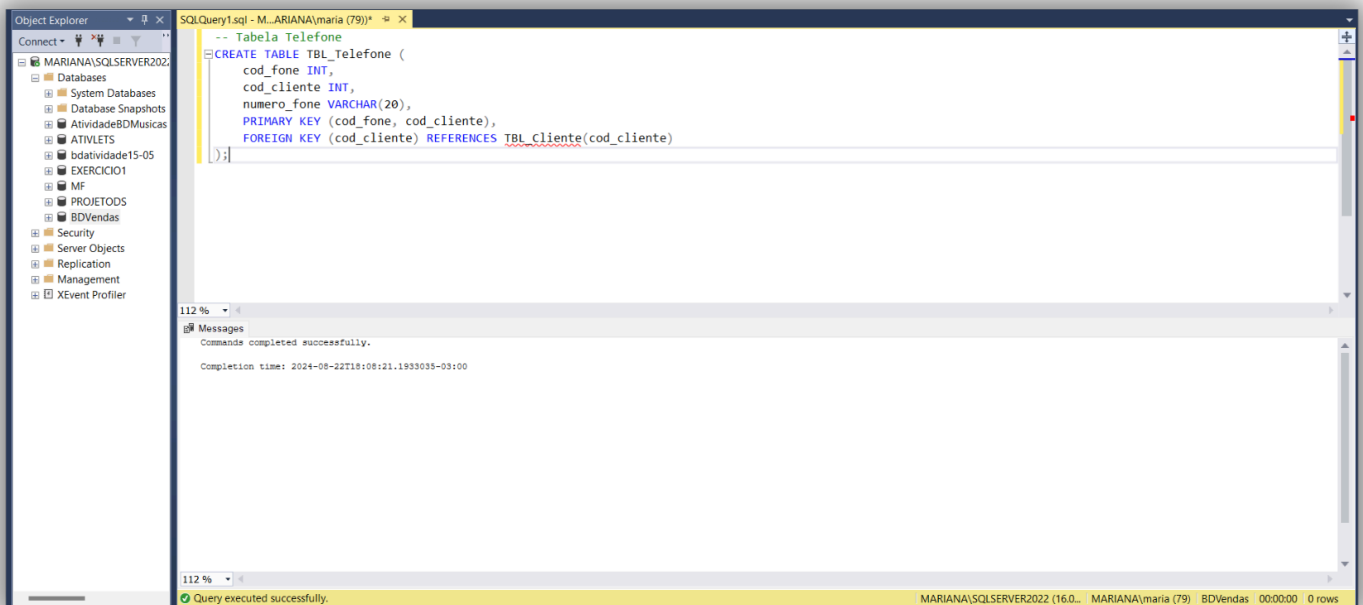 Object Explorer
SQLQuery1.sql - M...ARIANA\maria (79))*
Connect
MARIANA\SQLSERVER2022
Databases
System Databases
Database Snapshots
AtividadeBDMusicas
ATIVLETS
bdatividade15-05
EXERCICIO1
MF
PROJETODS
BDVendas
Security
Server Objects
Replication
Management
XEvent Profiler
-- Tabela Telefone
CREATE TABLE TBL_Telefone (
cod_fone INT,
cod_cliente INT,
numero_fone VARCHAR(20),
PRIMARY KEY (cod_fone, cod_cliente),
FOREIGN KEY (cod_cliente) REFERENCES TBL_Cliente(cod_cliente)
);
112 %
Messages
Commands completed successfully.
Completion time: 2024-08-22T18:08:21.1933035-03:00
112 %
Query executed successfully.
MARIANA\SQLSERVER2022 (16.0... MARIANA\maria (79) BDVendas 00:00:00 0 rows